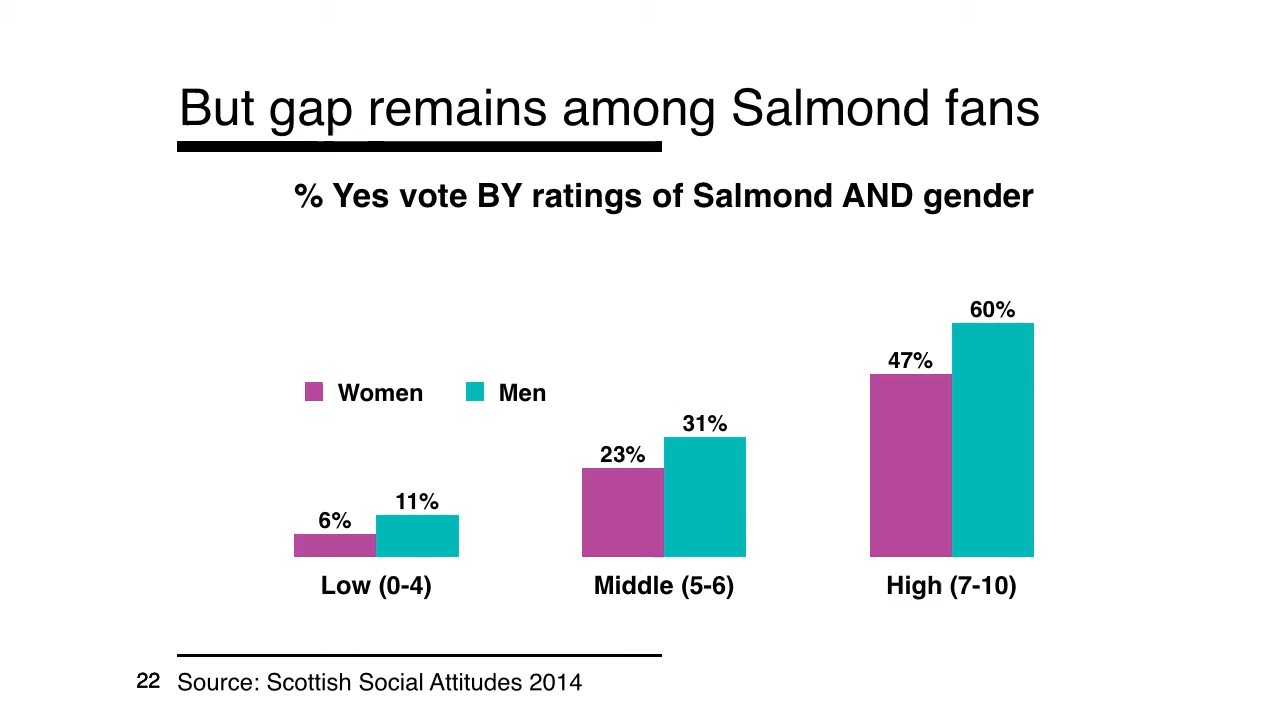 But gap remains among Salmond fans
% Yes vote BY ratings of Salmond AND gender
60%
47%
Women Men
31%
23%
11%
6%
Low (0-4) Middle (5-6) High (7-10)
22 Source: Scottish Social Attitudes 2014